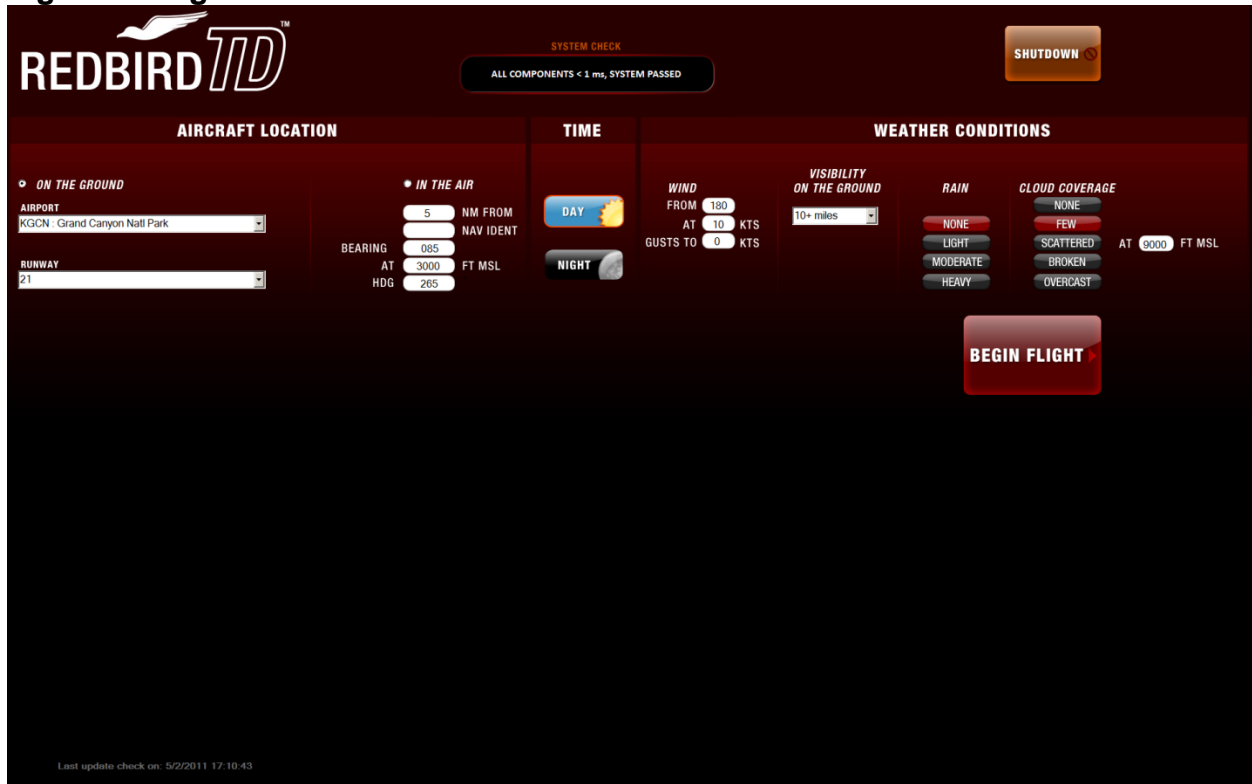 REDBIRD TD™
SYSTEM CHECK
ALL COMPONENTS < 1 ms, SYSTEM PASSED
SHUTDOWN
AIRCRAFT LOCATION
TIME
WEATHER CONDITIONS
ON THE GROUND
AIRPORT
KGCN : Grand Canyon Natl Park
RUNWAY
21
IN THE AIR
5 NM FROM
NAV IDENT
BEARING 085
AT 3000 FT MSL
HDG 265
DAY
NIGHT
WIND
FROM 180
AT 10 KTS
GUSTS TO 0 KTS
VISIBILITY
ON THE GROUND
10+ miles
RAIN
NONE
LIGHT
MODERATE
HEAVY
CLOUD COVERAGE
NONE
FEW
SCATTERED AT 9000 FT MSL
BROKEN
OVERCAST
BEGIN FLIGHT
Last update check on: 5/2/2011 17:10:43